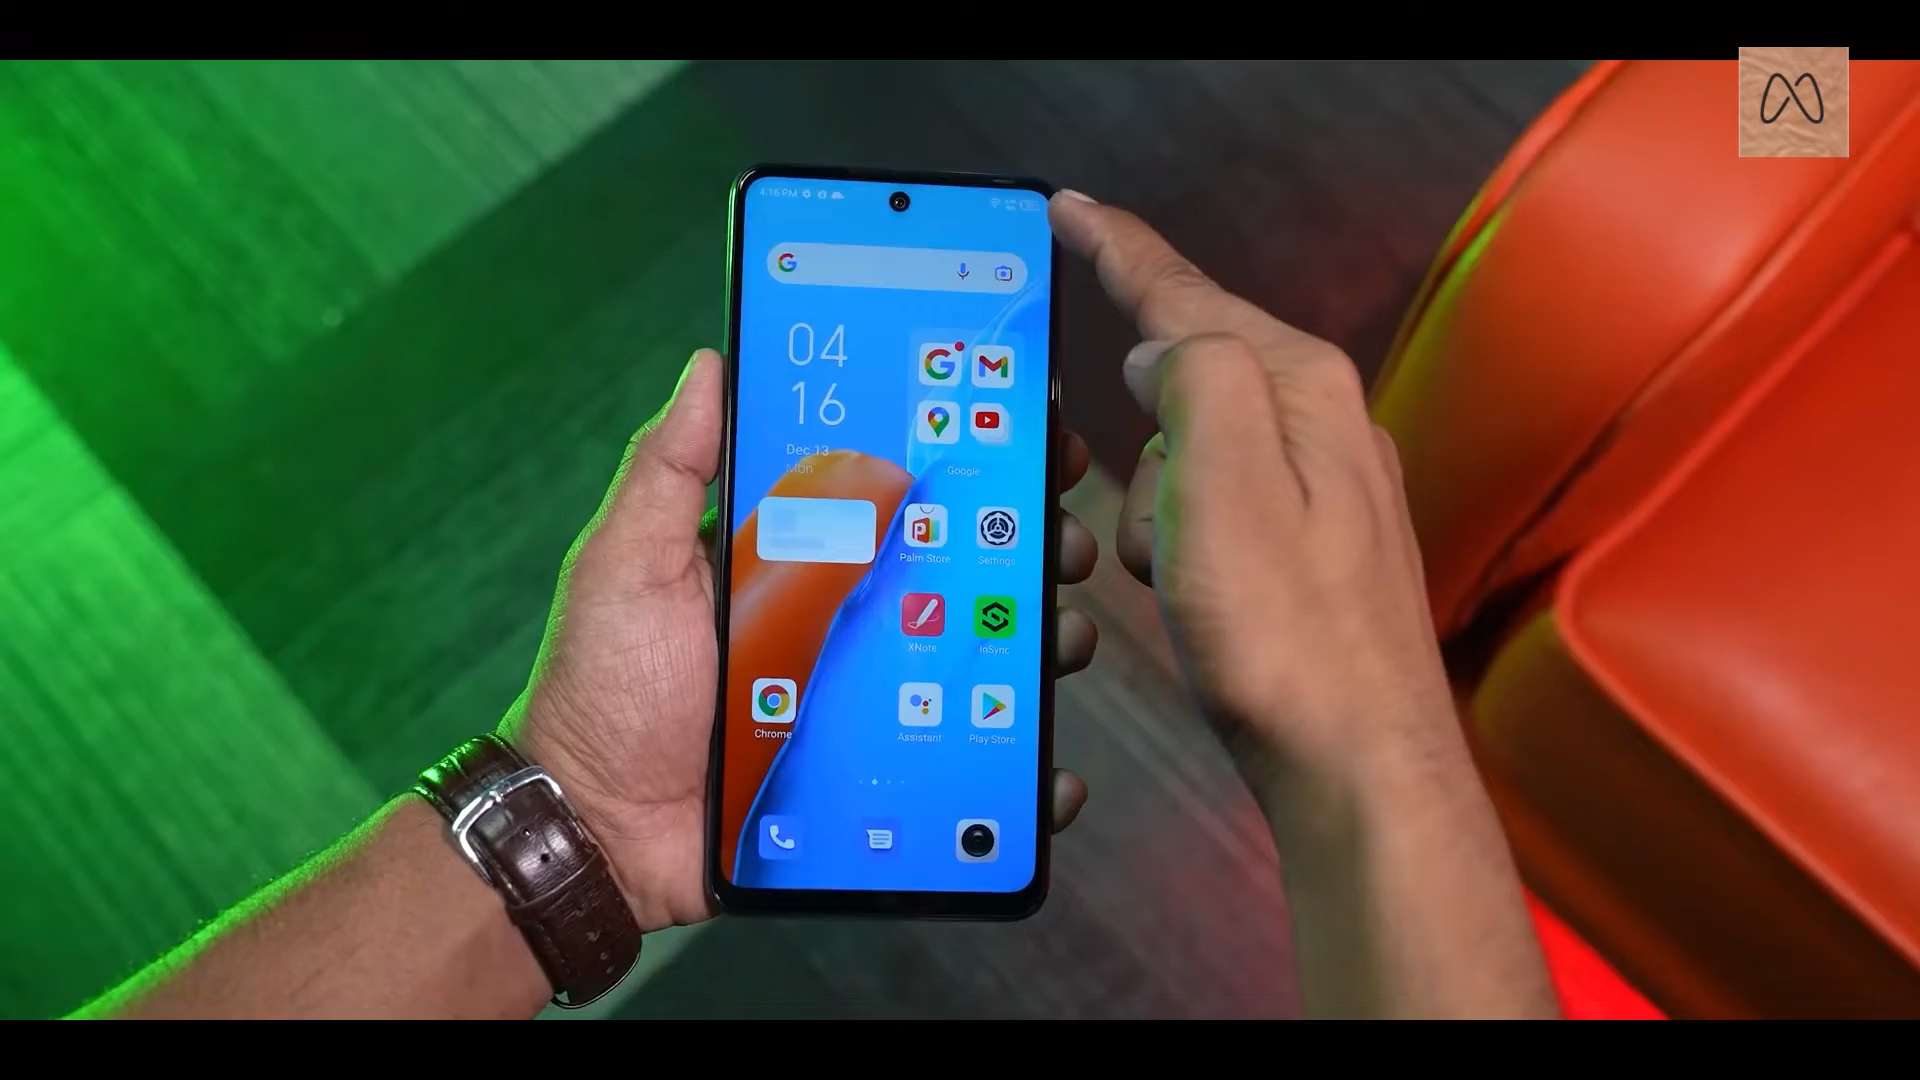 4:16 PM
04
16
Dec 13
Mon
Google
Palm Store
Settings
XNote
InSync
Chrome
Assistant
Play Store